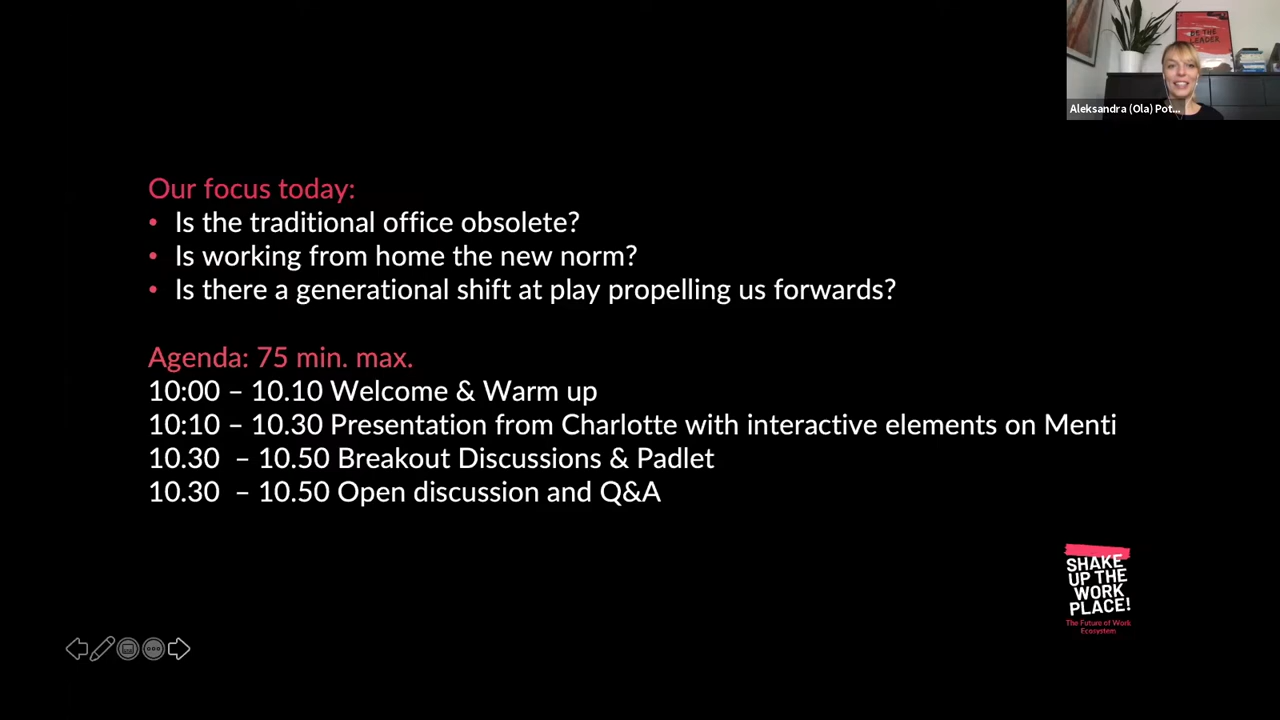 BE THE
LEADER
Aleksandra (Ola) Pot...
Our focus today:
• Is the traditional office obsolete?
• Is working from home the new norm?
• Is there a generational shift at play propelling us forwards?
Agenda: 75 min. max.
10:00 – 10.10 Welcome & Warm up
10:10 – 10.30 Presentation from Charlotte with interactive elements on Menti
10.30  – 10.50 Breakout Discussions & Padlet
10.30  – 10.50 Open discussion and Q&A
SHAKE
UP THE
WORK
PLACE!
The Future of Work
Ecosystem